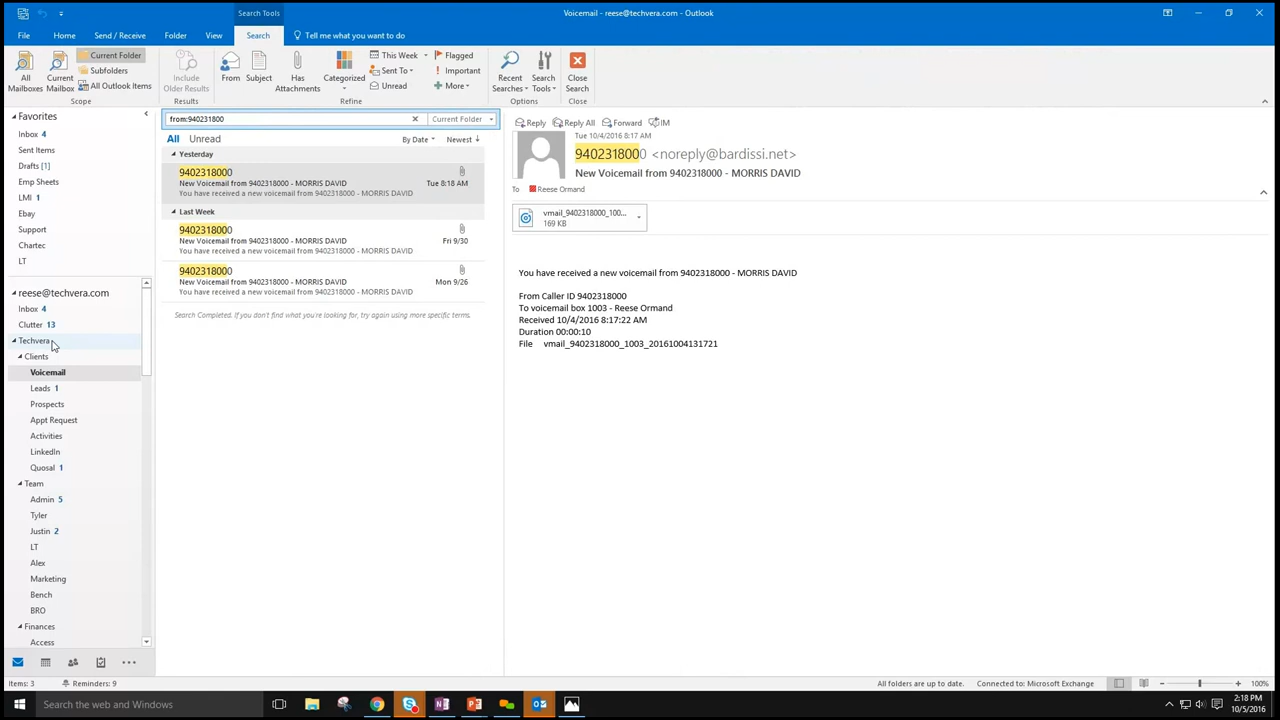 Search Tools
Voicemail - reese@techvera.com - Outlook
File Home Send / Receive Folder View Search Tell me what you want to do
All Mailboxes
Current Mailbox
Current Folder
Subfolders
All Outlook Items
Scope
Include Older Results
Results
From
Subject
Has Attachments
Categorized
This Week
Sent To
Unread
Flagged
Important
More
Refine
Recent Searches
Search Tools
Options
Close Search
Close
Favorites
Inbox 4
Sent Items
Drafts [1]
Emp Sheets
LMI 1
Ebay
Support
Chartec
LT
reese@techvera.com
Inbox 4
Clutter 13
Techvera
Clients
Voicemail
Leads 1
Prospects
Appt Request
Activities
LinkedIn
Quosal 1
Team
Admin 5
Tyler
Justin 2
LT
Alex
Marketing
Bench
BRO
Finances
Access
from:940231800
Current Folder
All Unread
By Date Newest
Yesterday
9402318000
New Voicemail from 9402318000 - MORRIS DAVID Tue 8:18 AM
You have received a new voicemail from 9402318000 - MORRIS DAVID
Last Week
9402318000
New Voicemail from 9402318000 - MORRIS DAVID Fri 9/30
You have received a new voicemail from 9402318000 - MORRIS DAVID
9402318000
New Voicemail from 9402318000 - MORRIS DAVID Mon 9/26
You have received a new voicemail from 9402318000 - MORRIS DAVID
Search Completed. If you don't find what you're looking for, try again using more specific terms.
Reply Reply All Forward IM
Tue 10/4/2016 8:17 AM
9402318000 <noreply@bardissi.net>
New Voicemail from 9402318000 - MORRIS DAVID
To Reese Ormand
vmail_9402318000_100...
169 KB
You have received a new voicemail from 9402318000 - MORRIS DAVID
From Caller ID 9402318000
To voicemail box 1003 - Reese Ormand
Received 10/4/2016 8:17:22 AM
Duration 00:00:10
File vmail_9402318000_1003_20161004131721
Items: 3 Reminders: 9
All folders are up to date. Connected to: Microsoft Exchange
100%
Search the web and Windows
2:18 PM
10/5/2016